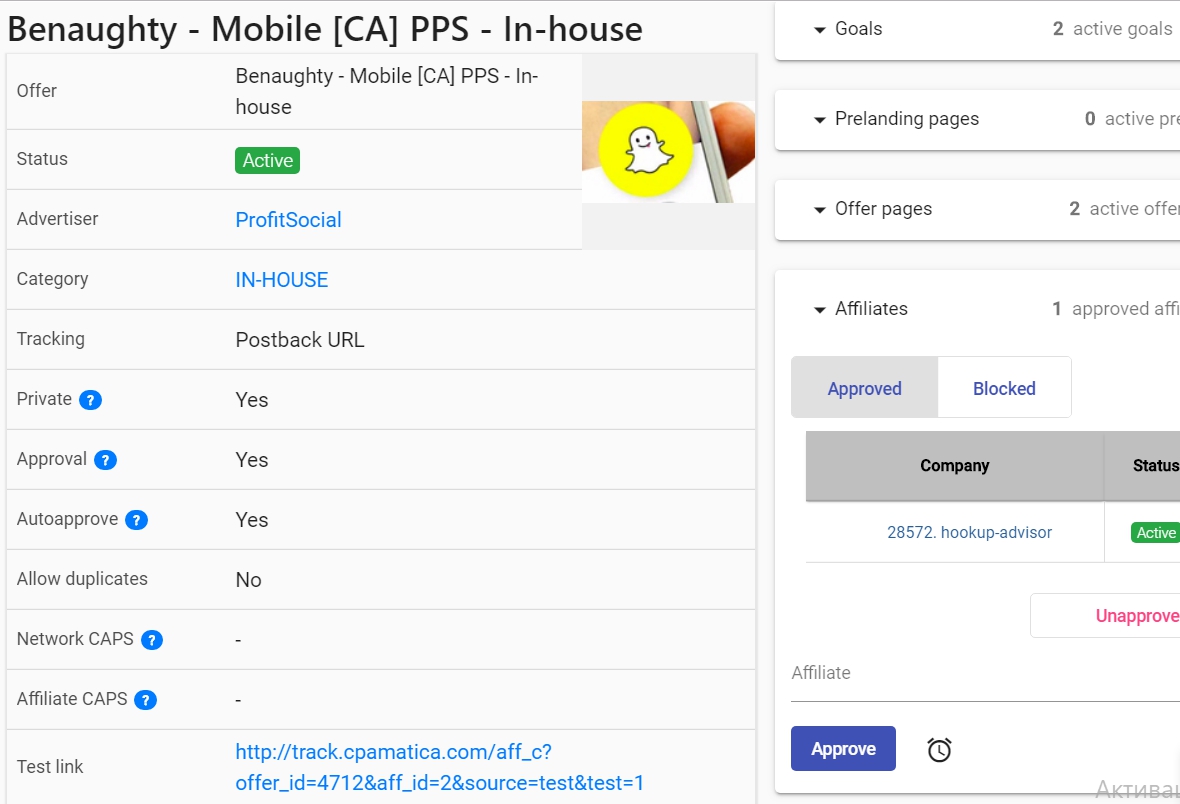 Benaughty - Mobile [CA] PPS - In-house
Offer
Benaughty - Mobile [CA] PPS - In-
house
Status
Active
Advertiser
ProfitSocial
Category
IN-HOUSE
Tracking
Postback URL
Private ?
Yes
Approval ?
Yes
Autoapprove ?
Yes
Allow duplicates
No
Network CAPS ?
-
Affiliate CAPS ?
-
Test link
http://track.cpamatica.com/aff_c?
offer_id=4712&aff_id=2&source=test&test=1
Goals
2 active goals
Prelanding pages
0 active pre
Offer pages
2 active offer
Affiliates
1 approved affi
Approved
Blocked
Company
Status
28572. hookup-advisor
Active
Unapprove
Affiliate
Approve
Активац